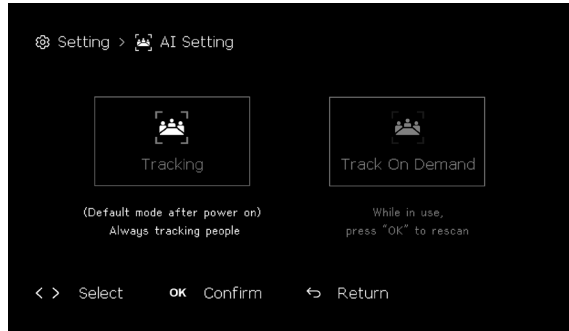 Setting > AI Setting
Tracking
Track On Demand
(Default mode after power on)
Always tracking people
While in use,
press "OK" to rescan
< > Select OK Confirm Return